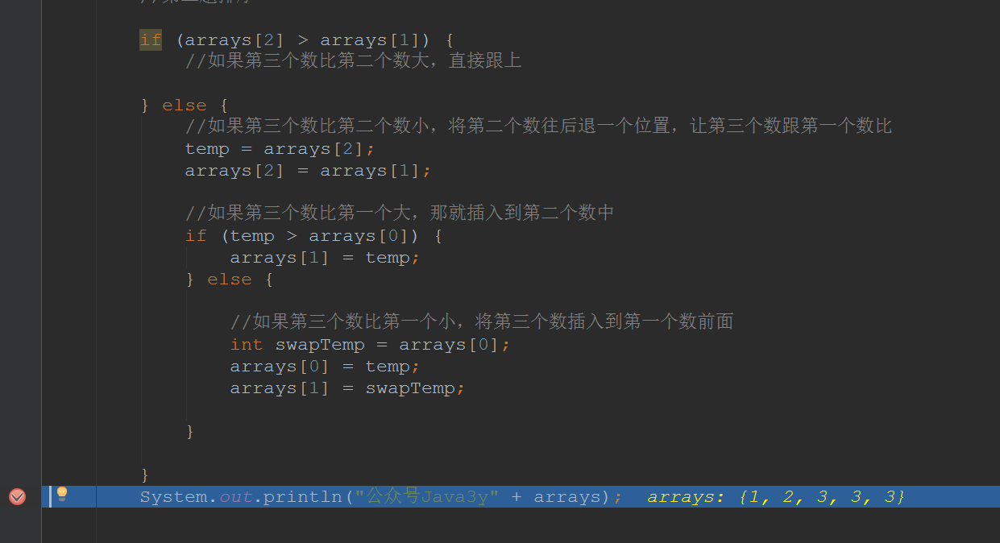 if (arrays[2] > arrays[1]) {
//如果第三个数比第二个数大，直接跟上
} else {
//如果第三个数比第二个数小，将第二个数往后退一个位置，让第三个数跟第一个数比
temp = arrays[2];
arrays[2] = arrays[1];
//如果第三个数比第一个大，那就插入到第二个数中
if (temp > arrays[0]) {
arrays[1] = temp;
} else {
//如果第三个数比第一个小，将第三个数插入到第一个数前面
int swapTemp = arrays[0];
arrays[0] = temp;
arrays[1] = swapTemp;
}
}
System.out.println("公众号Java3y" + arrays); arrays: {1, 2, 3, 3, 3}